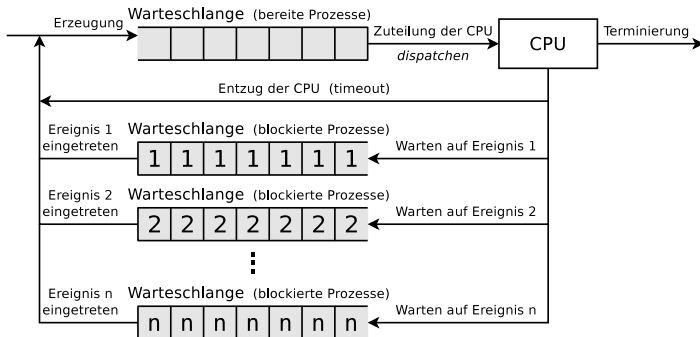 Erzeugung
Warteschlange (bereite Prozesse)
Zuteilung der CPU
dispatchen
CPU
Terminierung
Entzug der CPU (timeout)
Ereignis 1
eingetreten
Warteschlange (blockierte Prozesse)
1 1 1 1 1 1 1
Warten auf Ereignis 1
Ereignis 2
eingetreten
Warteschlange (blockierte Prozesse)
2 2 2 2 2 2 2
Warten auf Ereignis 2
Ereignis n
eingetreten
Warteschlange (blockierte Prozesse)
n n n n n n n
Warten auf Ereignis n